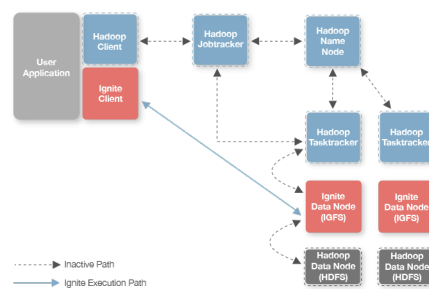 User
Application
Hadoop
Client
Ignite
Client
Hadoop
Jobtracker
Hadoop
Name
Node
Hadoop
Tasktracker
Hadoop
Tasktracker
Ignite
Data Node
(IGFS)
Ignite
Data Node
(IGFS)
Hadoop
Data Node
(HDFS)
Hadoop
Data Node
(HDFS)
Inactive Path
Ignite Execution Path